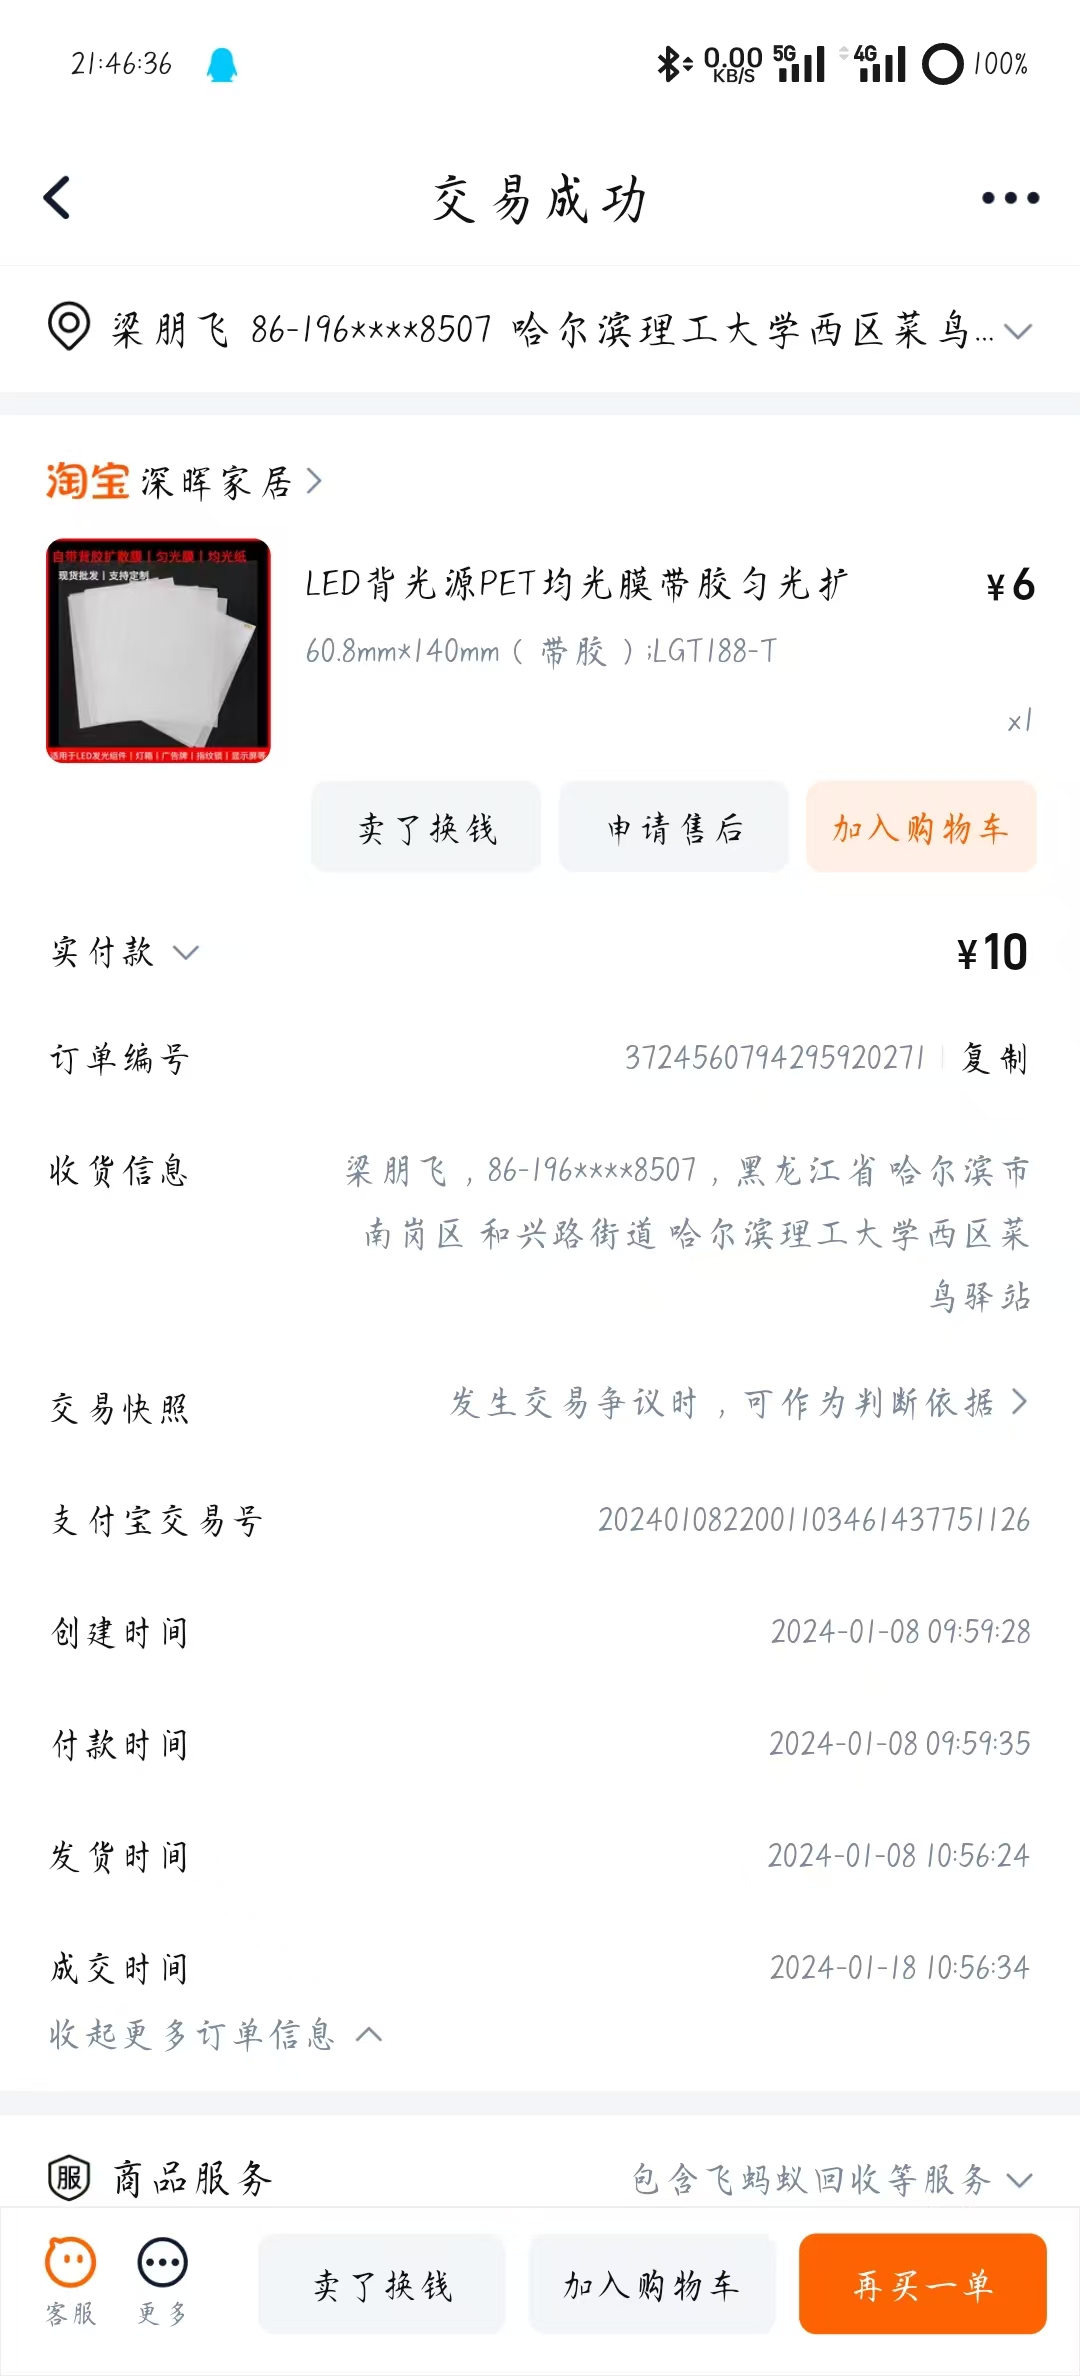 21:46:36
0.00 KB/S 5G 4G 100%
交易成功
梁朋飞 86-196****8507 哈尔滨理工大学西区菜鸟...
淘宝 深晖家居
自带背胶扩散膜 | 匀光膜 | 均光纸
现货批发 | 支持定制
适用于LED发光组件 | 灯箱 | 广告牌 | 指纹锁 | 显示屏等
LED背光源PET均光膜带胶匀光扩
¥6
60.8mm*140mm（带胶）;LGT188-T
x1
卖了换钱 申请售后 加入购物车
实付款 ¥10
订单编号 3724560794295920271 | 复制
收货信息 梁朋飞，86-196****8507，黑龙江省 哈尔滨市
南岗区 和兴路街道 哈尔滨理工大学西区菜
鸟驿站
交易快照 发生交易争议时，可作为判断依据
支付宝交易号 2024010822001103461437751126
创建时间 2024-01-08 09:59:28
付款时间 2024-01-08 09:59:35
发货时间 2024-01-08 10:56:24
成交时间 2024-01-18 10:56:34
收起更多订单信息
服 商品服务 包含飞蚂蚁回收等服务
客服 更多 卖了换钱 加入购物车 再买一单